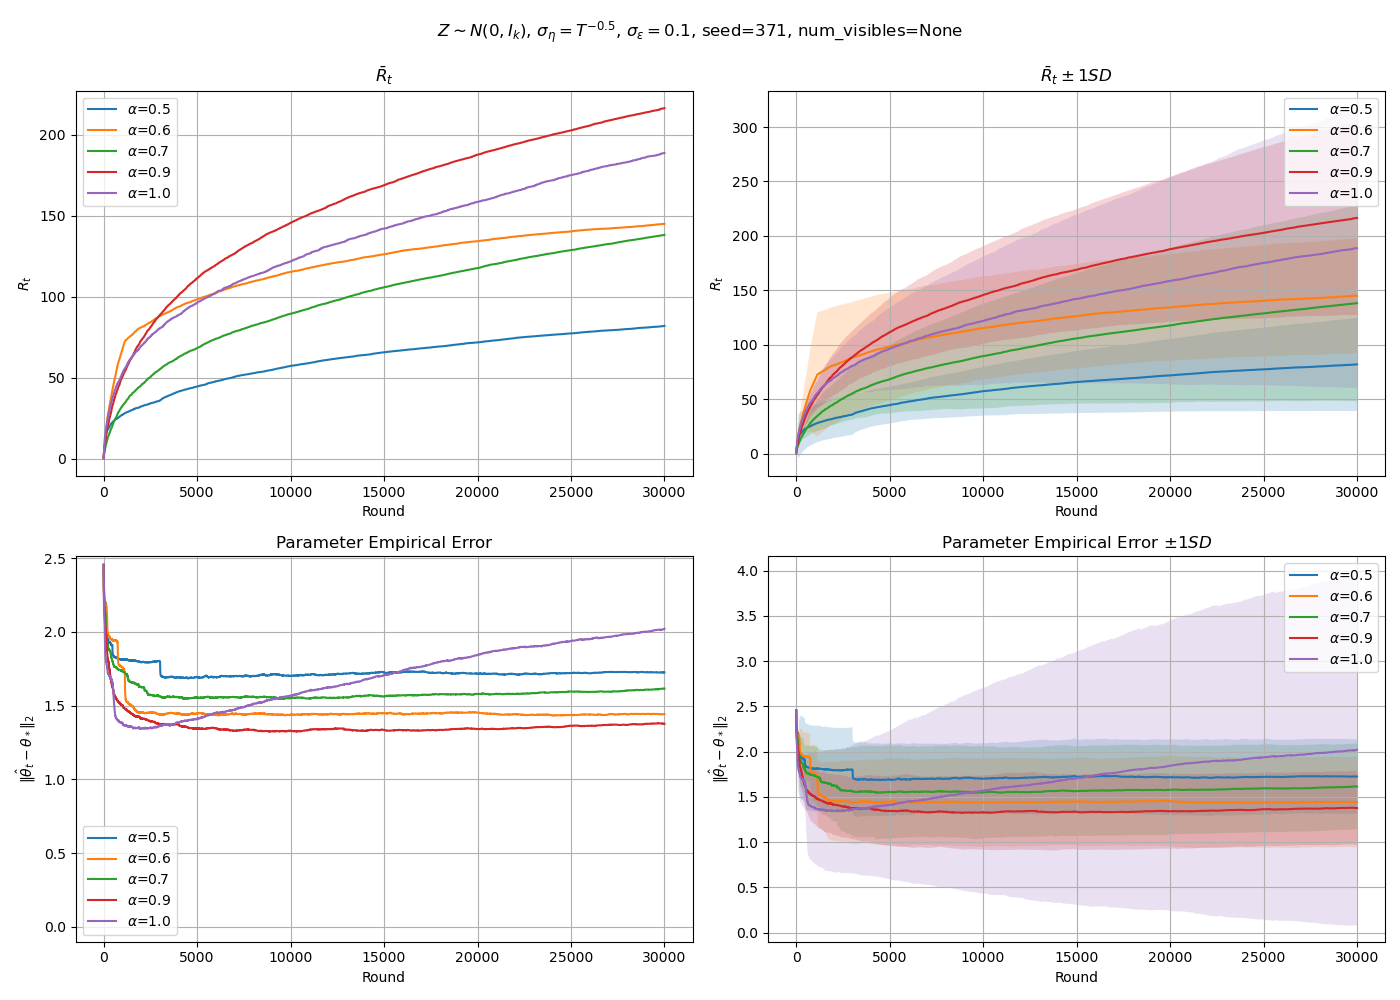 Z ∼ N(0, I_k), σ_η = T^{−0.5}, σ_ε = 0.1, seed=371, num_visibles=None
R̄_t
R_t
200
150
100
50
0
α=0.5
α=0.6
α=0.7
α=0.9
α=1.0
0 5000 10000 15000 20000 25000 30000
Round
R̄_t ± 1SD
R_t
300
250
200
150
100
50
0
α=0.5
α=0.6
α=0.7
α=0.9
α=1.0
0 5000 10000 15000 20000 25000 30000
Round
Parameter Empirical Error
‖θ̂_t − θ_*‖_2
2.5
2.0
1.5
1.0
0.5
0.0
α=0.5
α=0.6
α=0.7
α=0.9
α=1.0
0 5000 10000 15000 20000 25000 30000
Round
Parameter Empirical Error ±1SD
‖θ̂_t − θ_*‖_2
4.0
3.5
3.0
2.5
2.0
1.5
1.0
0.5
0.0
α=0.5
α=0.6
α=0.7
α=0.9
α=1.0
0 5000 10000 15000 20000 25000 30000
Round